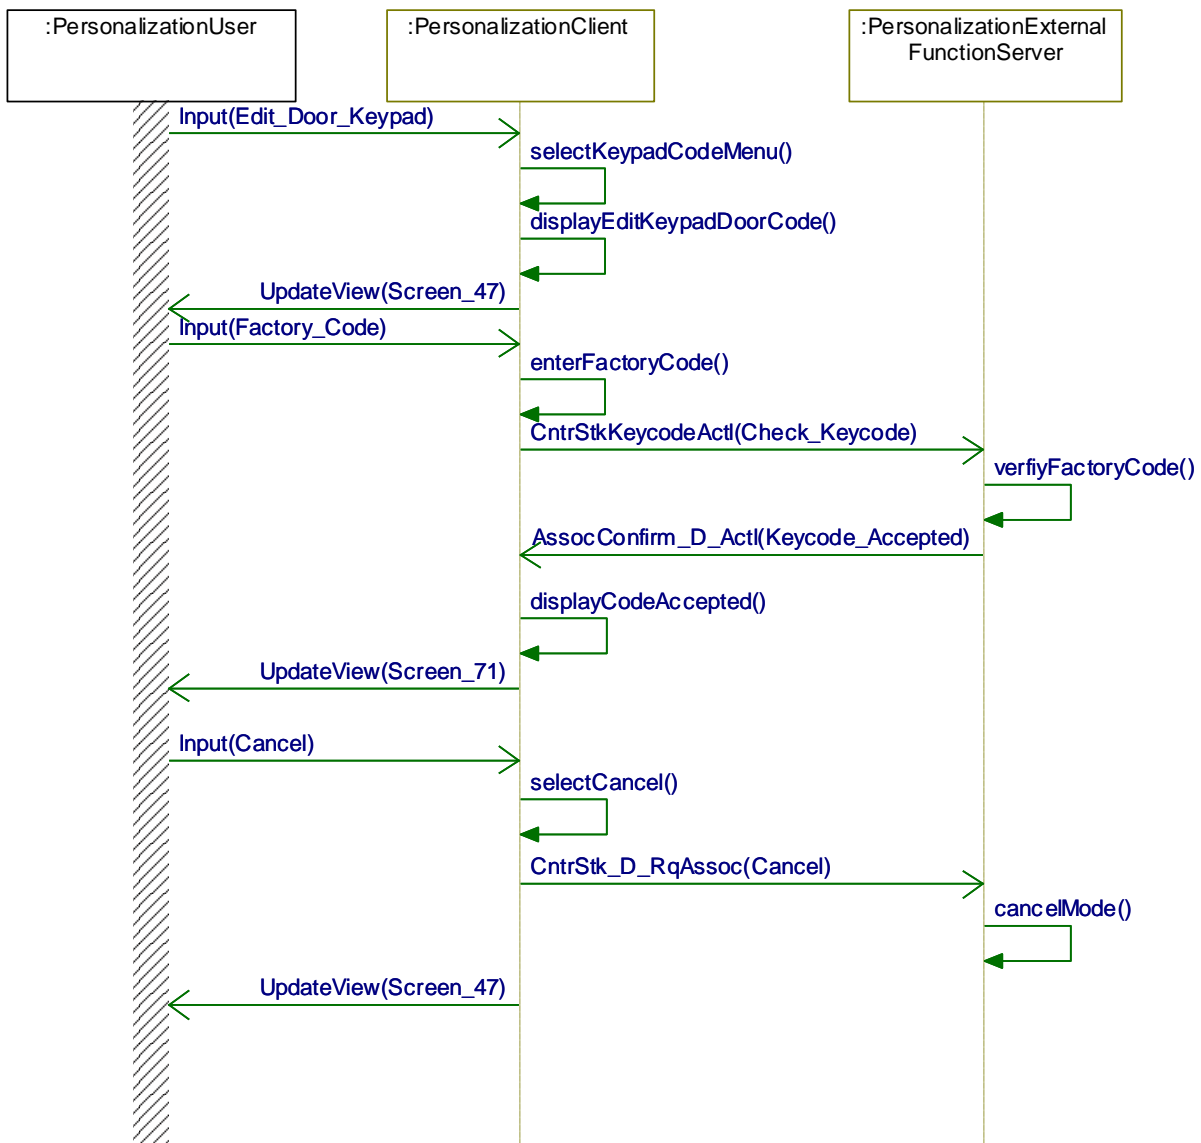 :PersonalizationUser
:PersonalizationClient
:PersonalizationExternal
FunctionServer
Input(Edit_Door_Keypad)
selectKeypadCodeMenu()
displayEditKeypadDoorCode()
UpdateView(Screen_47)
Input(Factory_Code)
enterFactoryCode()
CntrStkKeycodeActl(Check_Keycode)
verfiyFactoryCode()
AssocConfirm_D_Actl(Keycode_Accepted)
displayCodeAccepted()
UpdateView(Screen_71)
Input(Cancel)
selectCancel()
CntrStk_D_RqAssoc(Cancel)
cancelMode()
UpdateView(Screen_47)